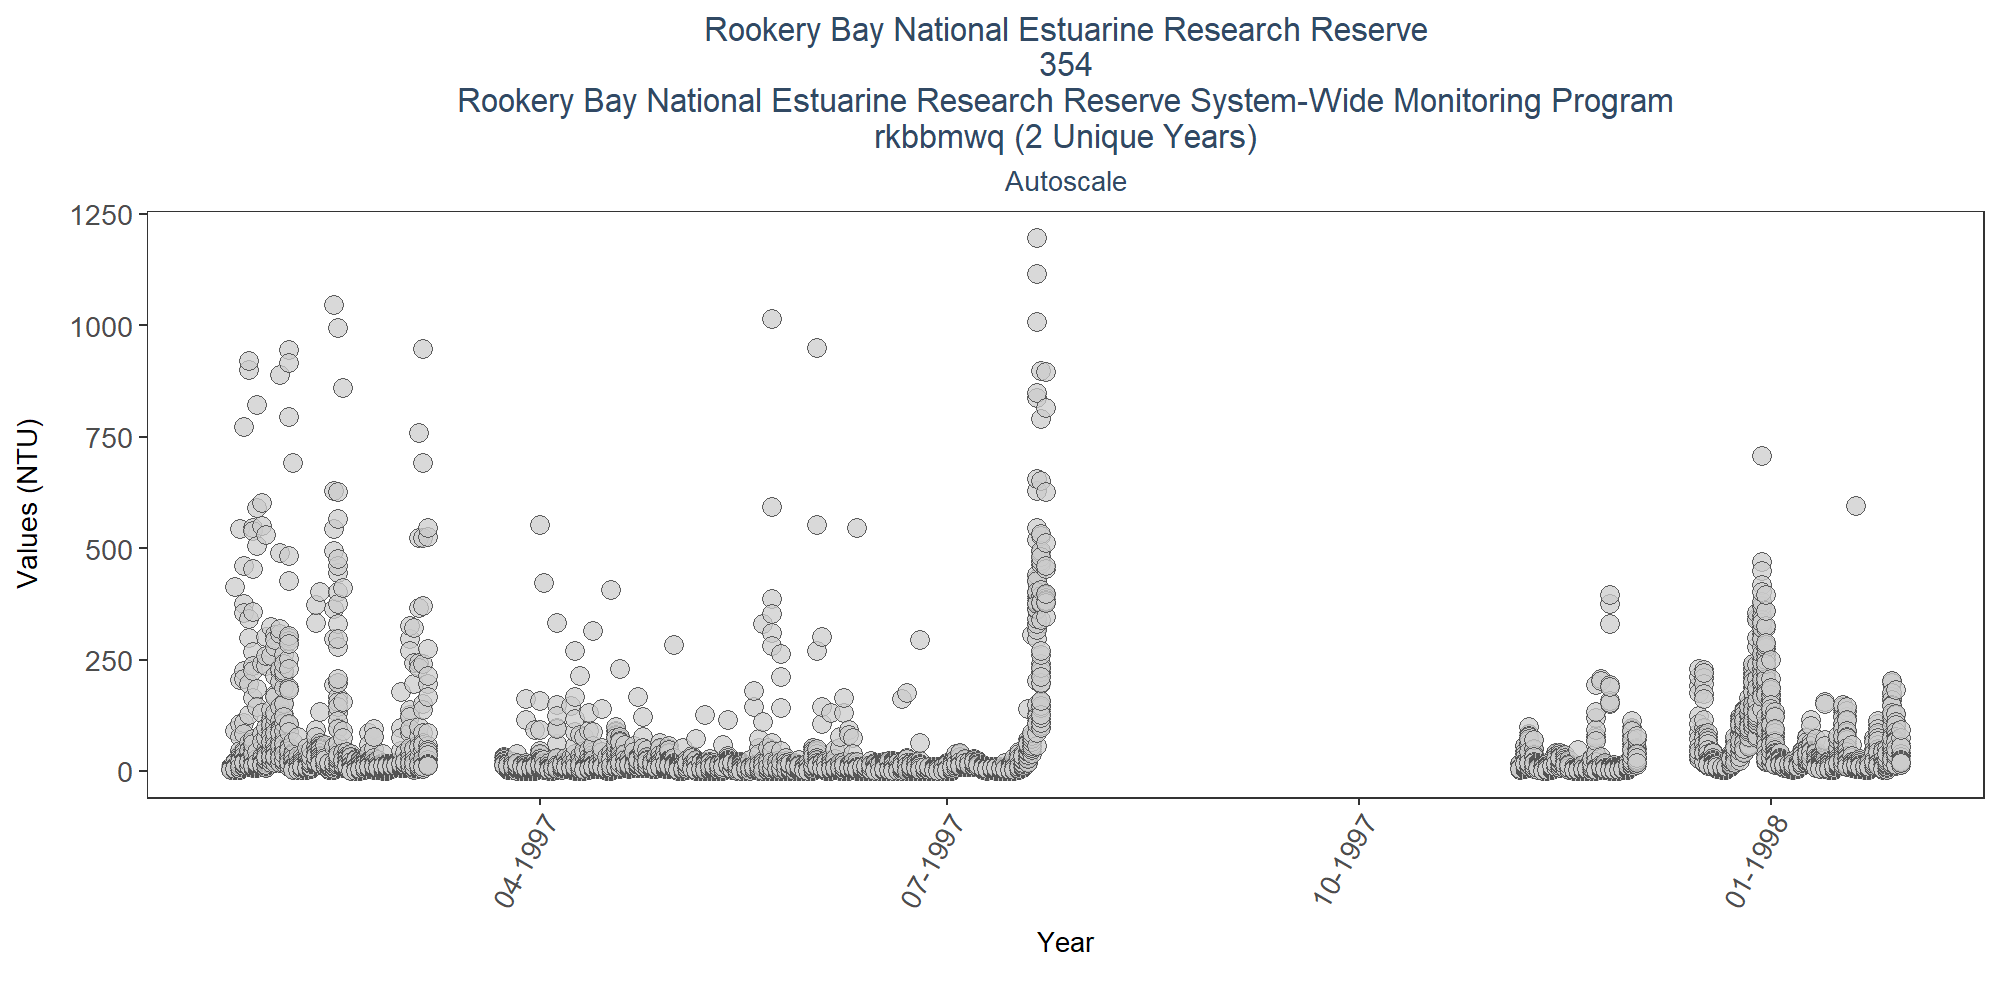 Rookery Bay National Estuarine Research Reserve
354
Rookery Bay National Estuarine Research Reserve System-Wide Monitoring Program
rkbbmwq (2 Unique Years)
Autoscale
1250
1000
750
500
250
0
Values (NTU)
04-1997
07-1997
10-1997
01-1998
Year